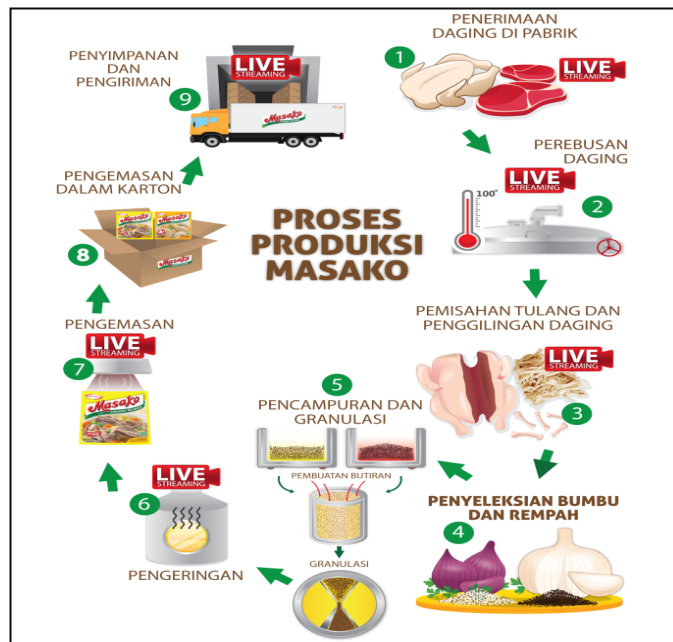 PROSES
PRODUKSI
MASAKO
PENERIMAAN
DAGING DI PABRIK
1
LIVE
STREAMING
PEREBUSAN
DAGING
LIVE
STREAMING
100°
2
PEMISAHAN TULANG DAN
PENGGILINGAN DAGING
LIVE
STREAMING
3
PENYELEKSIAN BUMBU
DAN REMPAH
4
5
PENCAMPURAN DAN
GRANULASI
PEMBUATAN BUTIRAN
GRANULASI
LIVE
STREAMING
6
PENGERINGAN
PENGEMASAN
LIVE
STREAMING
7
Masako
PENGEMASAN
DALAM KARTON
Masako
Masako
8
Masako
PENYIMPANAN
DAN
PENGIRIMAN
LIVE
STREAMING
9
Masako